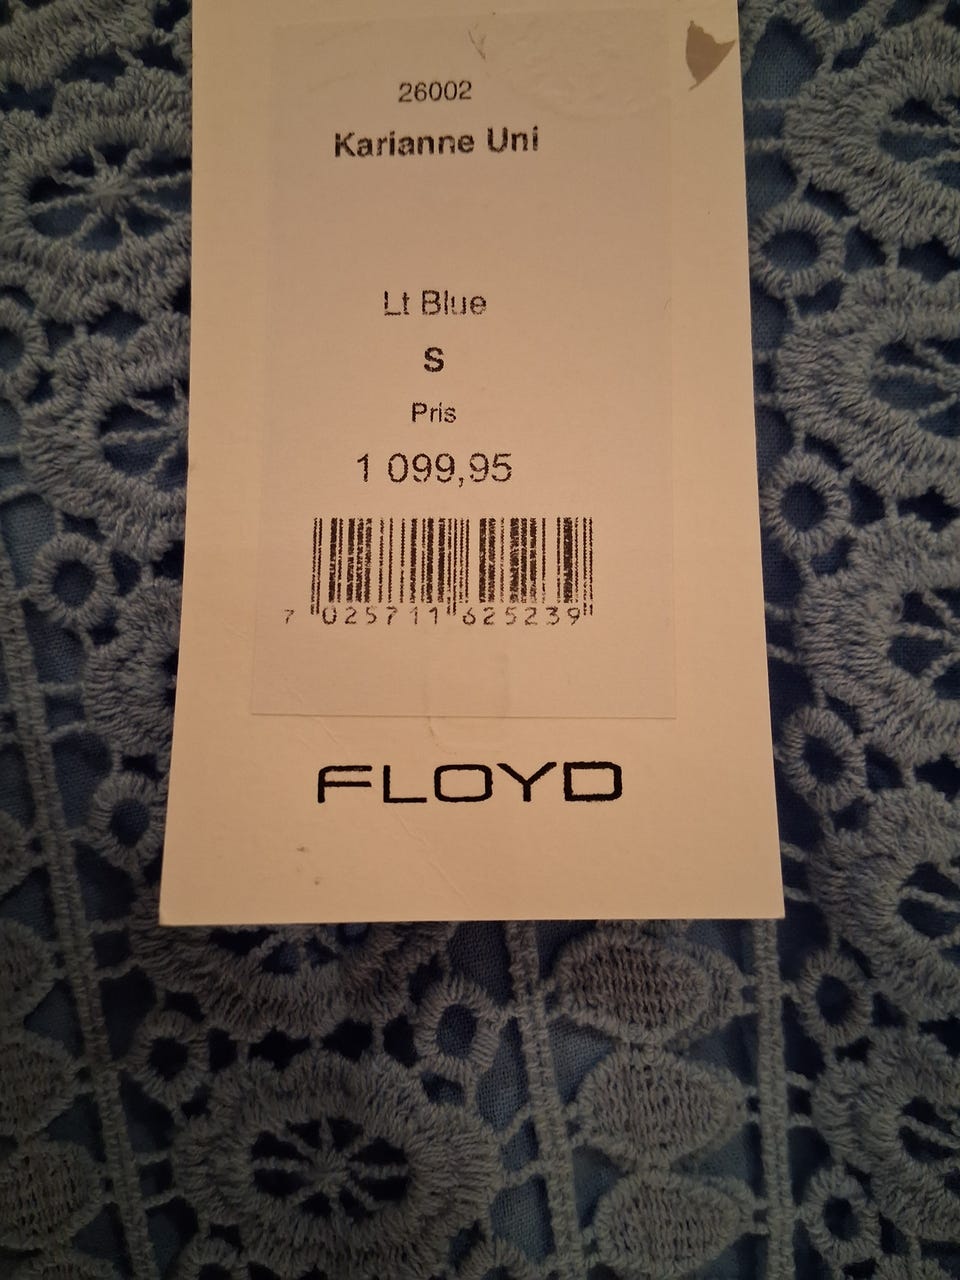 26002
Karianne Uni
Lt Blue
S
Pris
1 099,95
7 025711 625239
FLOYD